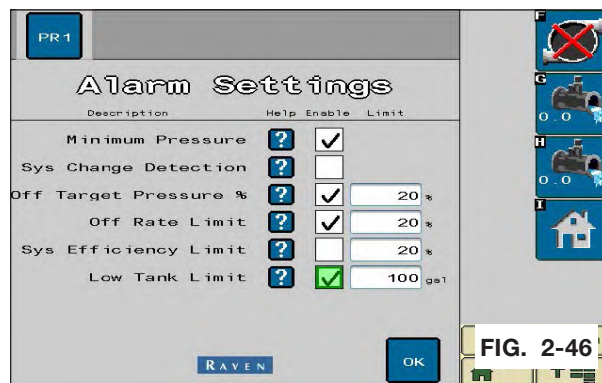 PR1
Alarm Settings
Description Help Enable Limit
Minimum Pressure ?
Sys Change Detection ?
Off Target Pressure % ? 20 %
Off Rate Limit ? 20 %
Sys Efficiency Limit ? 20 %
Low Tank Limit ? 100 gal
RAVEN
OK
F
G
0.0
H
0.0
I
FIG. 2-46